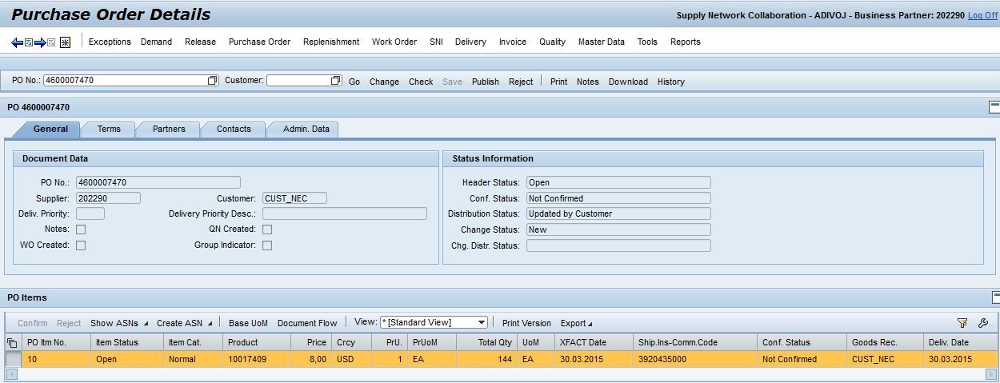 Purchase Order Details
Supply Network Collaboration - ADIVOJ - Business Partner: 202290 Log Off
Exceptions Demand Release Purchase Order Replenishment Work Order SNI Delivery Invoice Quality Master Data Tools Reports
PO No.: 4600007470 Customer: Go Change Check Save Publish Reject Print Notes Download History
PO 4600007470
General Terms Partners Contacts Admin. Data
Document Data
PO No.: 4600007470
Supplier: 202290 Customer: CUST_NEC
Deliv. Priority: Delivery Priority Desc.:
Notes: QN Created:
WO Created: Group Indicator:
Status Information
Header Status: Open
Conf. Status: Not Confirmed
Distribution Status: Updated by Customer
Change Status: New
Chg. Distr. Status:
PO Items
Confirm Reject Show ASNs Create ASN Base UoM Document Flow View: * [Standard View] Print Version Export
PO Itm No. Item Status Item Cat. Product Price Crcy PrU. PrUoM Total Qty UoM XFACT Date Ship.Ins-Comm.Code Conf. Status Goods Rec. Deliv. Date
10 Open Normal 10017409 8,00 USD 1 EA 144 EA 30.03.2015 3920435000 Not Confirmed CUST_NEC 30.03.2015